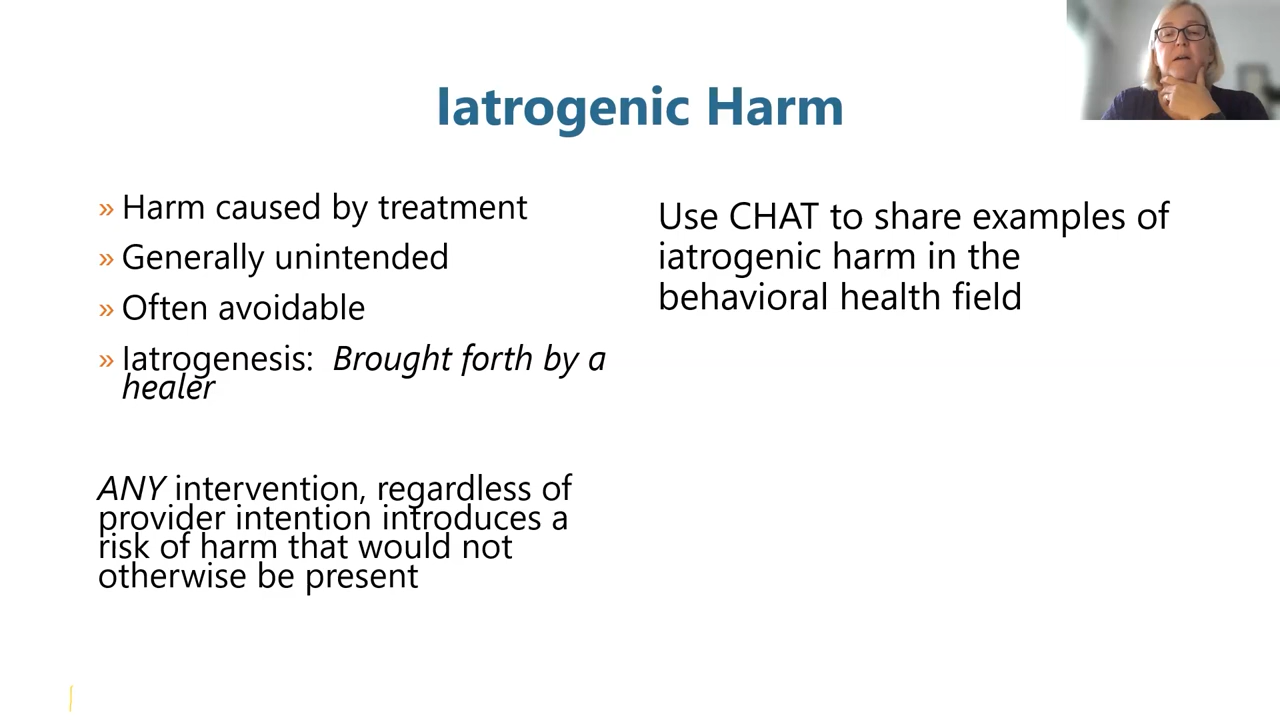 Iatrogenic Harm
» Harm caused by treatment
» Generally unintended
» Often avoidable
» Iatrogenesis: Brought forth by a
healer
ANY intervention, regardless of
provider intention introduces a
risk of harm that would not
otherwise be present
Use CHAT to share examples of
iatrogenic harm in the
behavioral health field